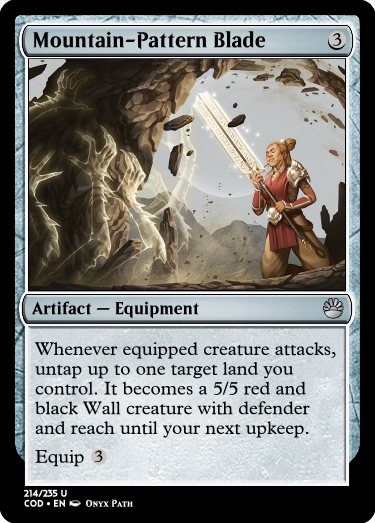 Mountain-Pattern Blade 3
Artifact — Equipment
Whenever equipped creature attacks,
untap up to one target land you
control. It becomes a 5/5 red and
black Wall creature with defender
and reach until your next upkeep.
Equip 3
214/235 U
COD • EN Onyx Path